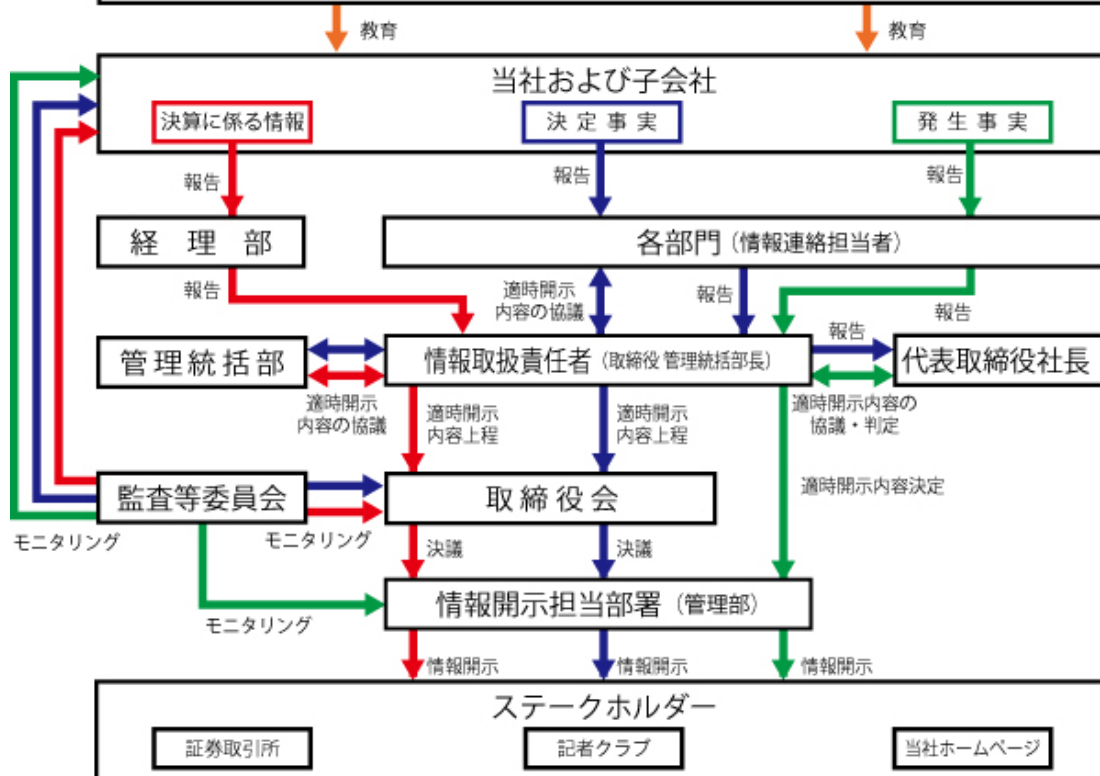 教育
教育
当社および子会社
決算に係る情報
決定事実
発生事実
報告
報告
報告
経理部
各部門（情報連絡担当者）
報告
適時開示
内容の協議
報告
報告
管理統括部
情報取扱責任者（取締役 管理統括部長）
報告
代表取締役社長
適時開示
内容の協議
適時開示
内容上程
適時開示
内容上程
適時開示内容の
協議・判定
監査等委員会
取締役会
適時開示内容決定
モニタリング
モニタリング
決議
決議
情報開示担当部署（管理部）
モニタリング
情報開示
情報開示
情報開示
ステークホルダー
証券取引所
記者クラブ
当社ホームページ